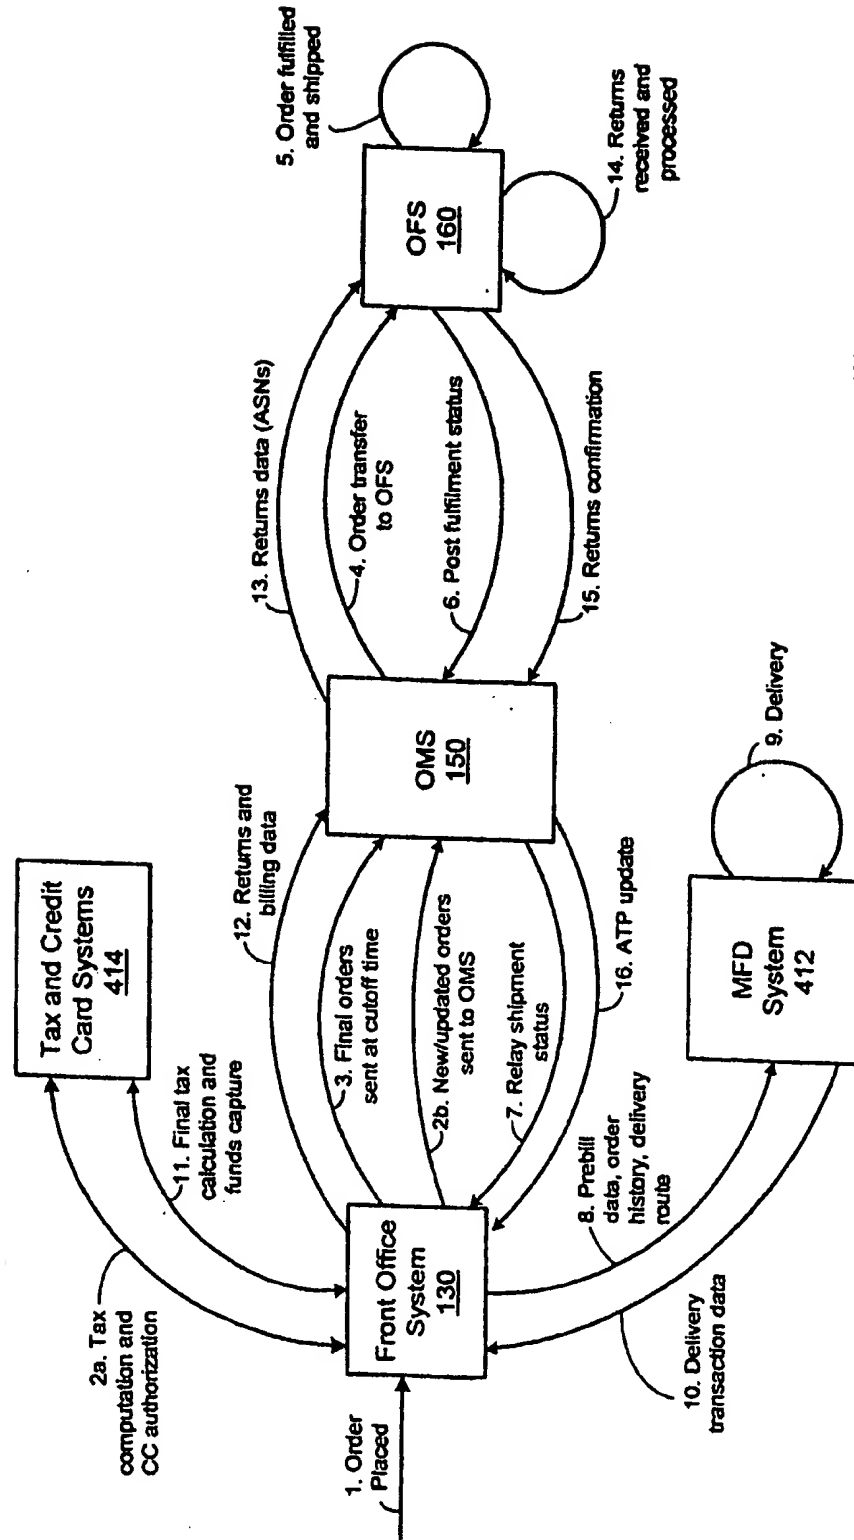 1. Order
Placed
2a. Tax
computation and
CC authorization
11. Final tax
calculation and
funds capture
Tax and Credit
Card Systems
414
Front Office
System
130
12. Returns and
billing data
3. Final orders
sent at cutoff time
2b. New/updated orders
sent to OMS
7. Relay shipment
status
16. ATP update
8. Prebill
data, order
history, delivery
route
10. Delivery
transaction data
MFD
System
412
9. Delivery
OMS
150
13. Returns data (ASNs)
4. Order transfer
to OFS
6. Post fulfilment status
15. Returns confirmation
OFS
160
5. Order fulfilled
and shipped
14. Returns
received and
processed